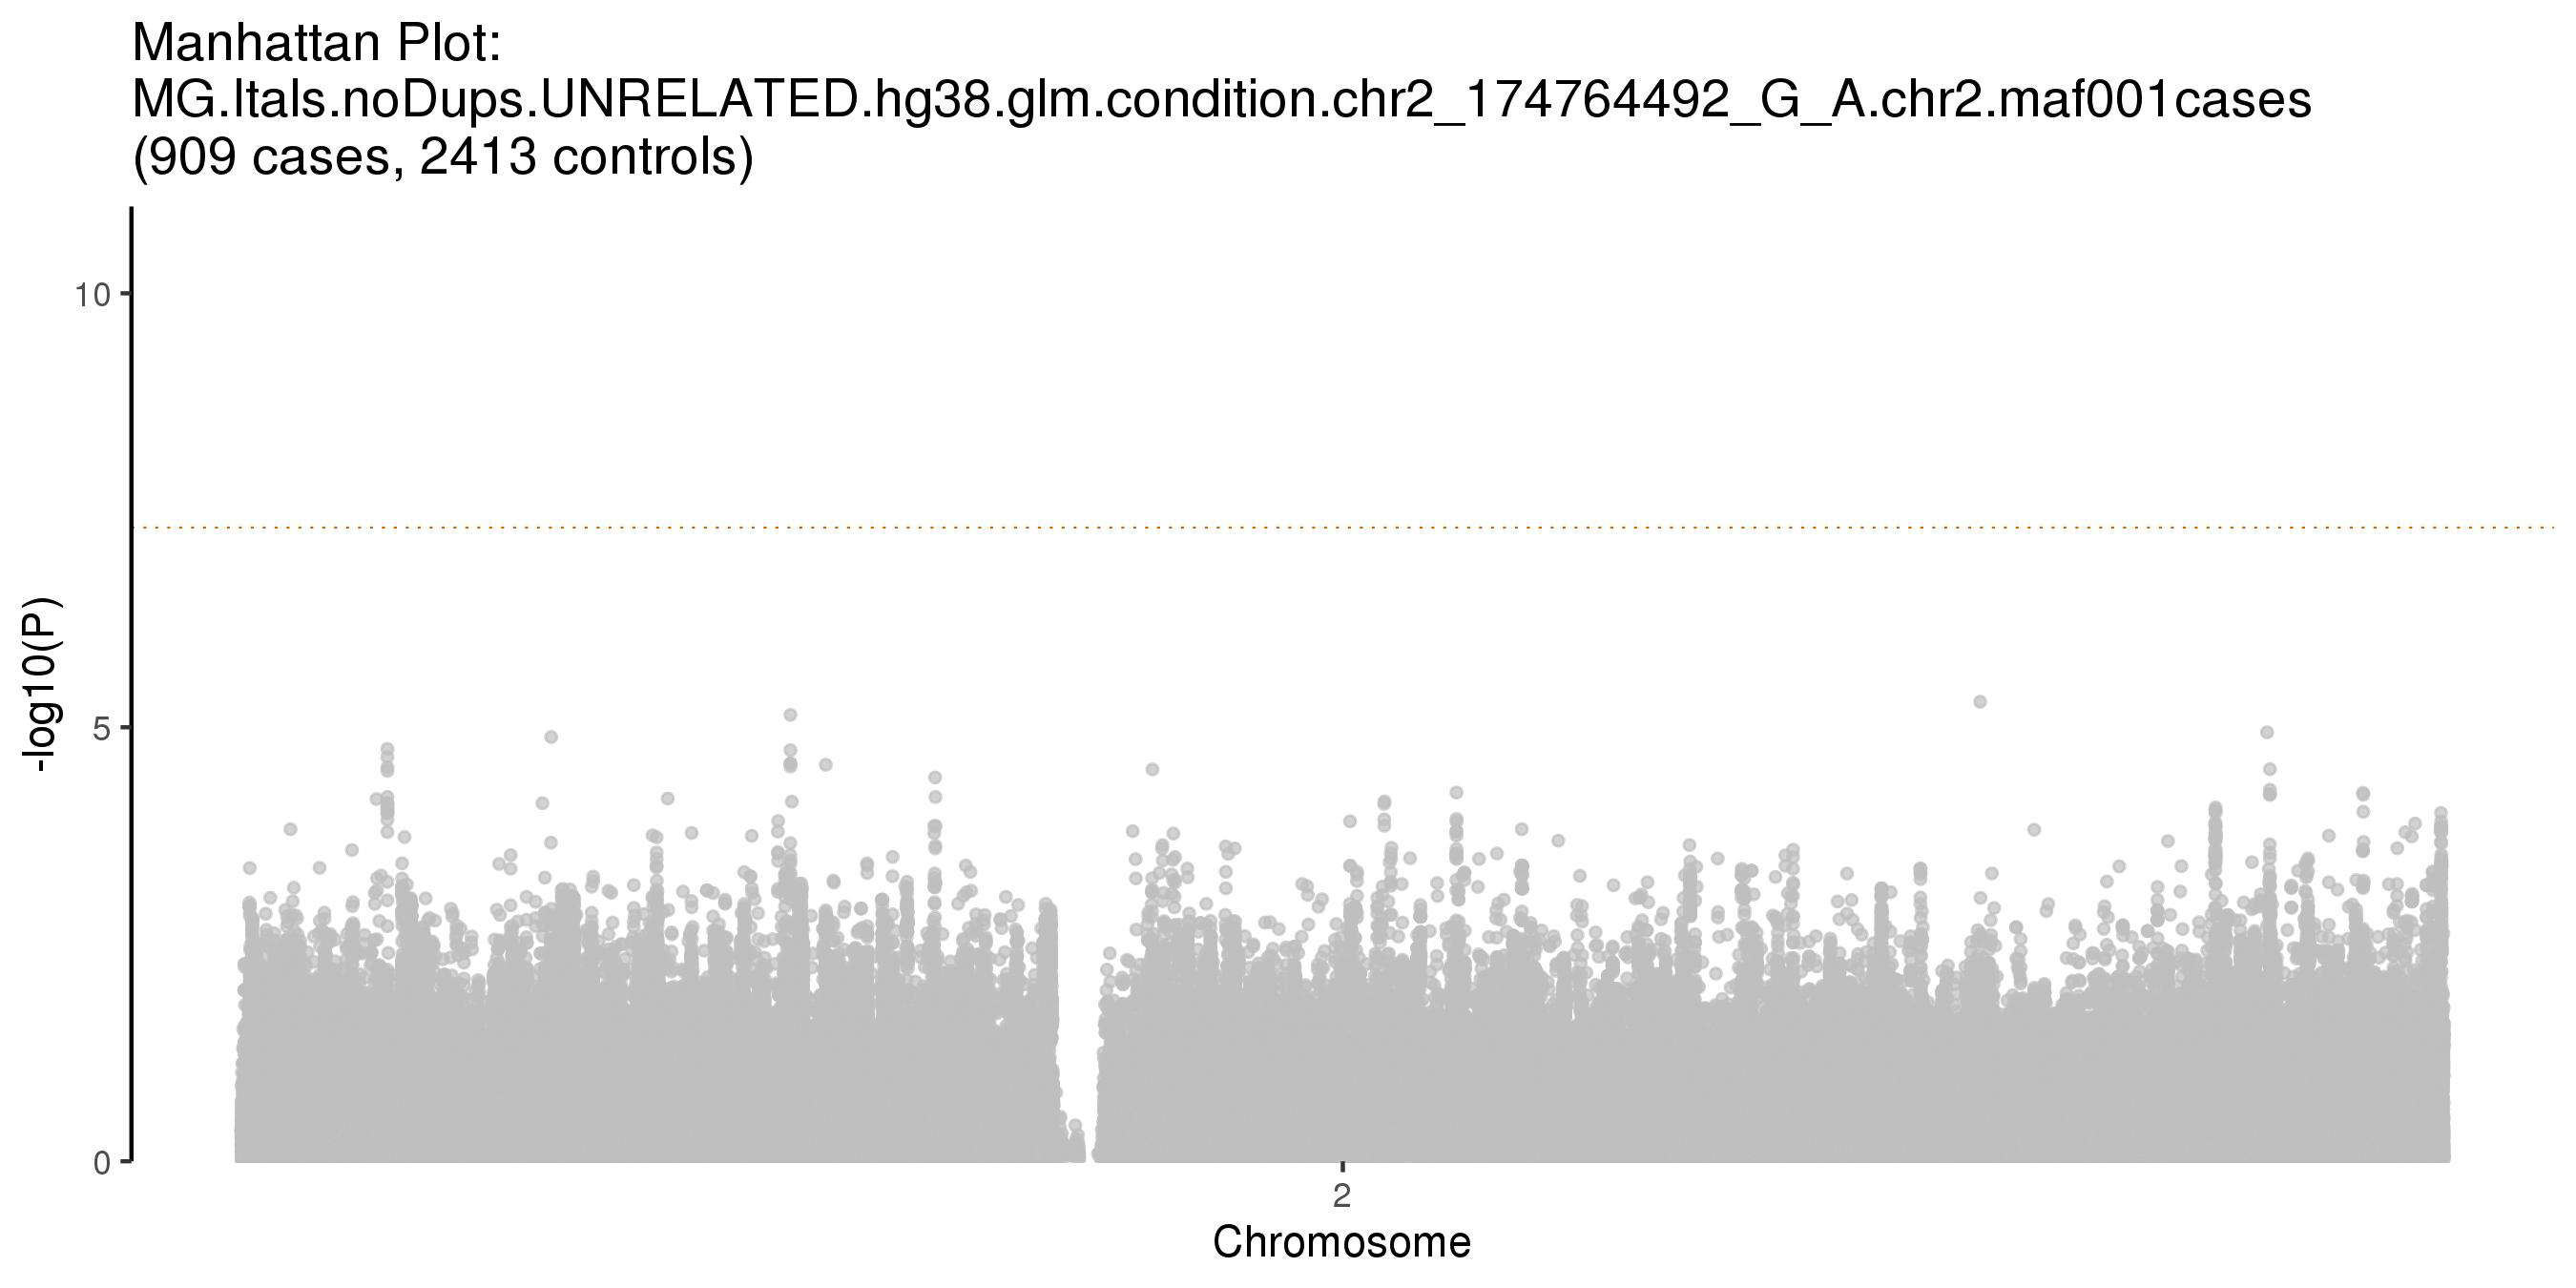 Manhattan Plot:
MG.Itals.noDups.UNRELATED.hg38.glm.condition.chr2_174764492_G_A.chr2.maf001cases
(909 cases, 2413 controls)
10
5
0
-log10(P)
2
Chromosome